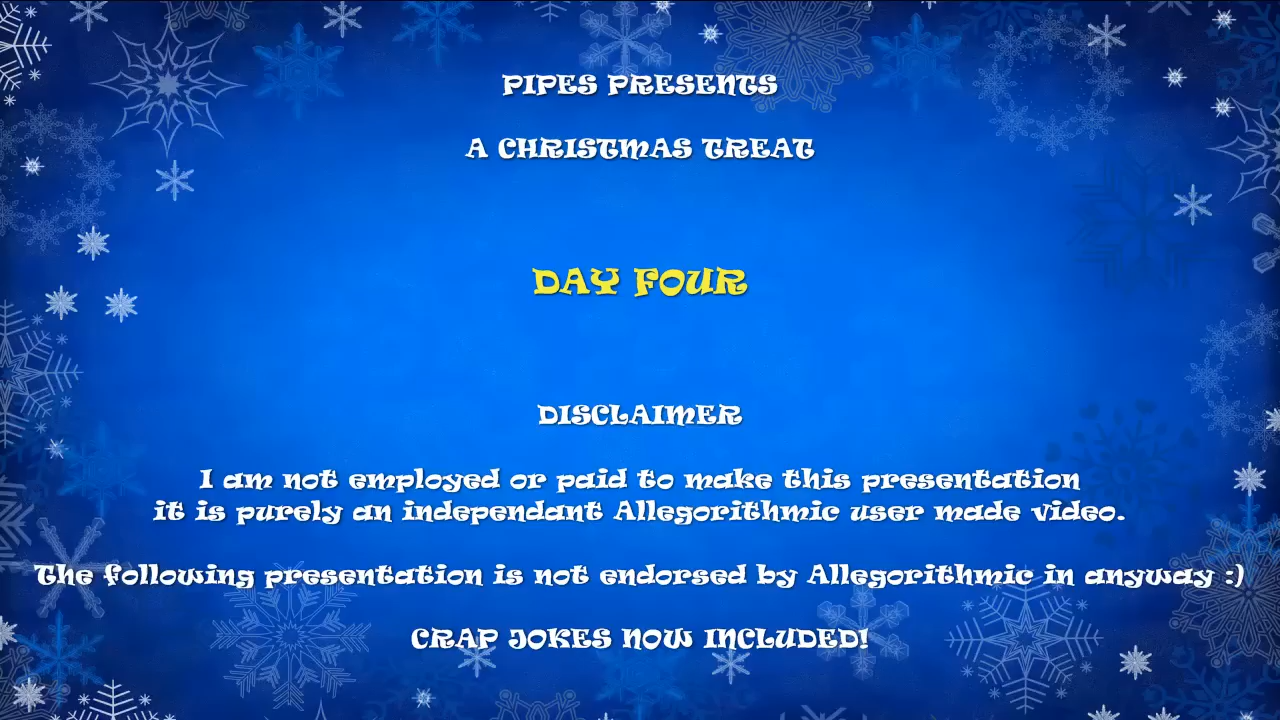 PIPES PRESENTS
A CHRISTMAS TREAT
DAY FOUR
DISCLAIMER
I am not employed or paid to make this presentation
it is purely an independant Allegorithmic user made video.
The following presentation is not endorsed by Allegorithmic in anyway :)
CRAP JOKES NOW INCLUDED!